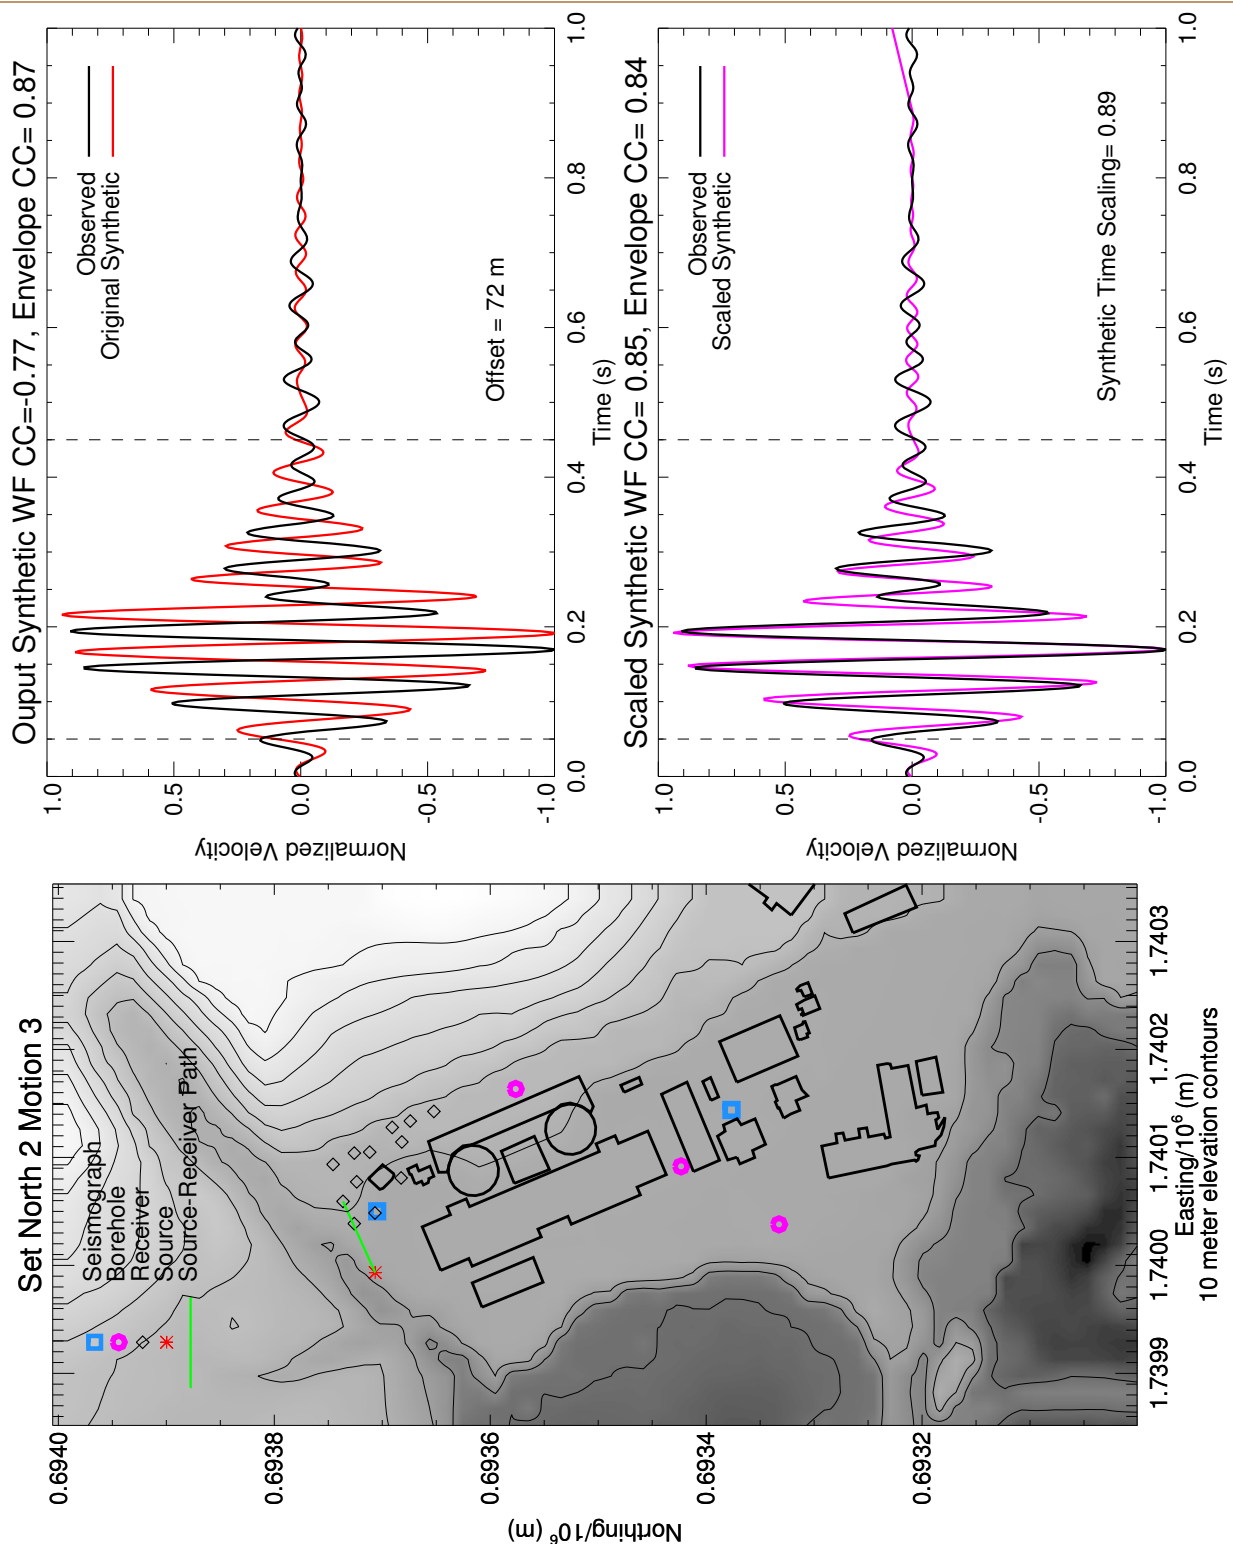 Set North 2 Motion 3
Seismograph
Borehole
Receiver
Source
Source-Receiver Path
0.6940
0.6938
0.6936
0.6934
0.6932
Northing/10⁶ (m)
1.7399
1.7400
1.7401
1.7402
1.7403
Easting/10⁶ (m)
10 meter elevation contours
Ouput Synthetic WF CC=-0.77, Envelope CC= 0.87
Observed
Original Synthetic
Offset = 72 m
1.0
0.5
0.0
-0.5
-1.0
Normalized Velocity
0.0
0.2
0.4
0.6
0.8
1.0
Time (s)
Scaled Synthetic WF CC= 0.85, Envelope CC= 0.84
Observed
Scaled Synthetic
Synthetic Time Scaling= 0.89
1.0
0.5
0.0
-0.5
-1.0
Normalized Velocity
0.0
0.2
0.4
0.6
0.8
1.0
Time (s)